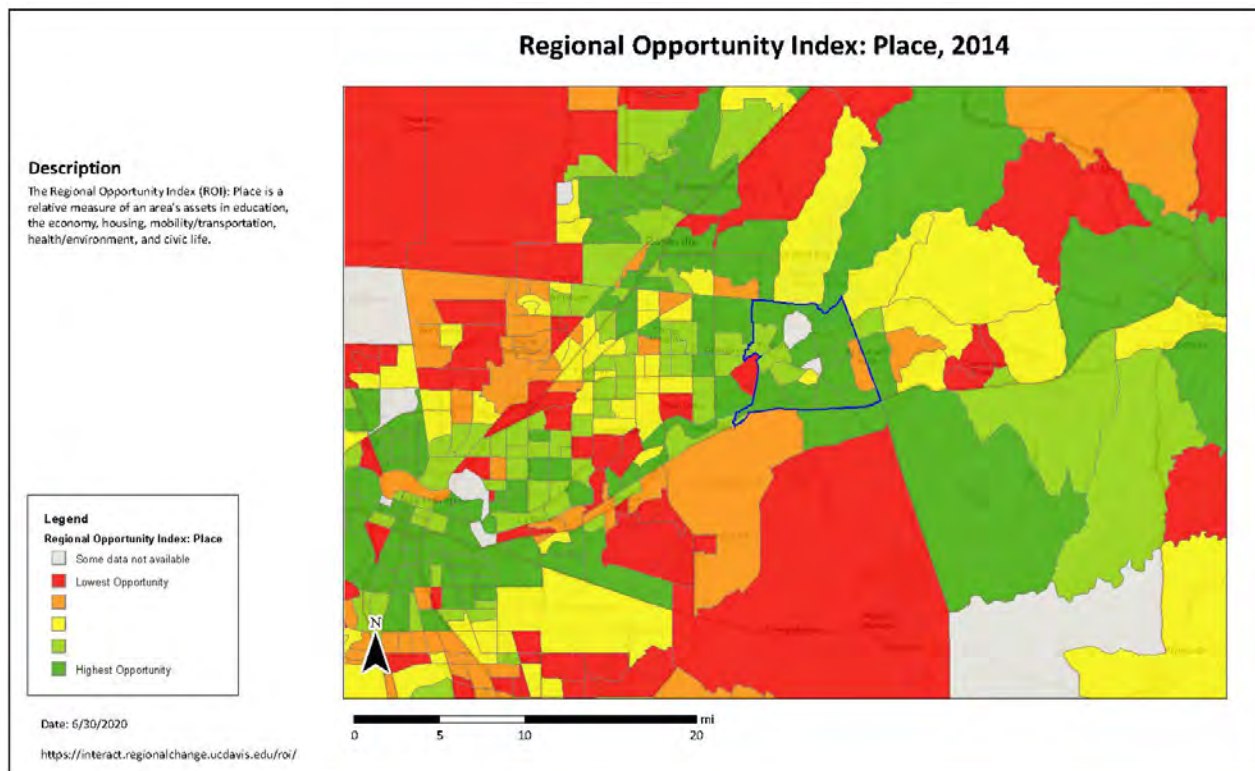 Regional Opportunity Index: Place, 2014
Description
The Regional Opportunity Index (ROI): Place is a
relative measure of an area's assets in education,
the economy, housing, mobility/transportation,
health/environment, and civic life.
Legend
Regional Opportunity Index: Place
Some data not available
Lowest Opportunity
Highest Opportunity
N
mi
0 5 10 20
Date: 6/30/2020
https://interact.regionalchange.ucdavis.edu/roi/